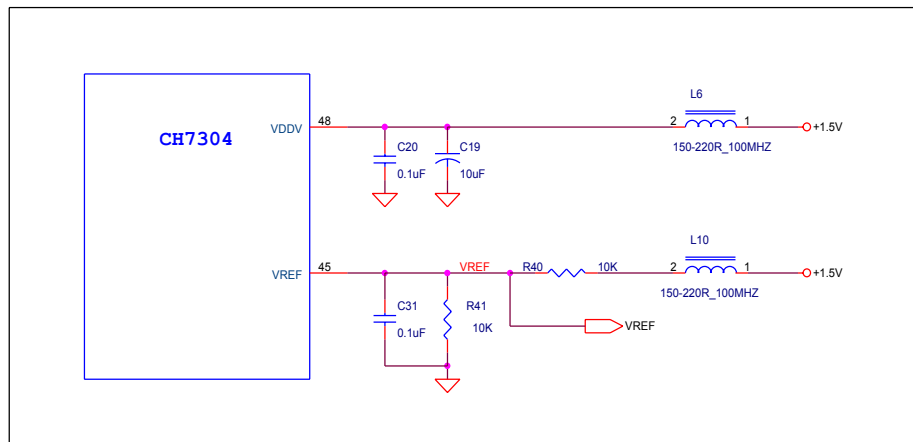 L6
CH7304
VDDV
48
2
1
+1.5V
C20
C19
150-220R_100MHZ
0.1uF
10uF
L10
VREF
45
VREF
R40
10K
2
1
+1.5V
150-220R_100MHZ
C31
R41
0.1uF
10K
VREF